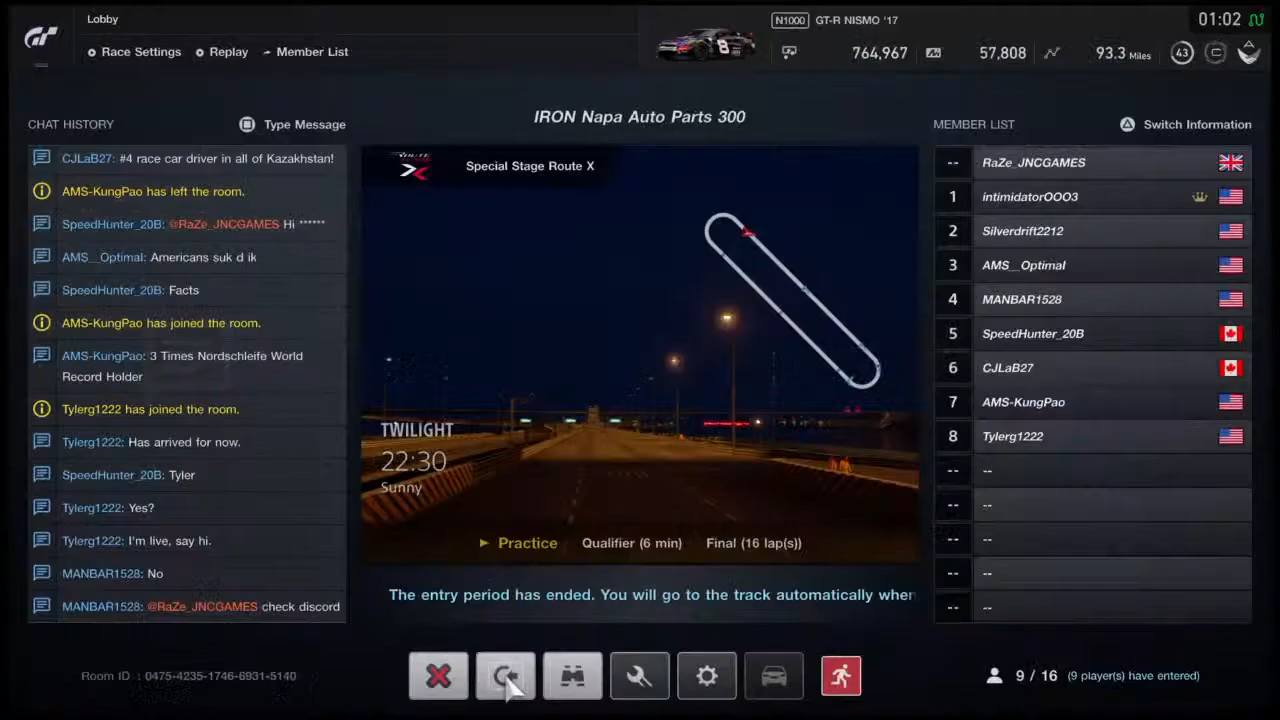 Lobby
Race Settings
Replay
Member List
N1000 GT-R NISMO '17
764,967
57,808
93.3 Miles
43
01:02
CHAT HISTORY
Type Message
CJLaB27: #4 race car driver in all of Kazakhstan!
AMS-KungPao has left the room.
SpeedHunter_20B: @RaZe_JNCGAMES Hi ******
AMS__Optimal: Americans suk d ik
SpeedHunter_20B: Facts
AMS-KungPao has joined the room.
AMS-KungPao: 3 Times Nordschleife World
Record Holder
Tylerg1222 has joined the room.
Tylerg1222: Has arrived for now.
SpeedHunter_20B: Tyler
Tylerg1222: Yes?
Tylerg1222: I'm live, say hi.
MANBAR1528: No
MANBAR1528: @RaZe_JNCGAMES check discord
IRON Napa Auto Parts 300
Special Stage Route X
TWILIGHT
22:30
Sunny
Practice
Qualifier (6 min)
Final (16 lap(s))
The entry period has ended. You will go to the track automatically when
MEMBER LIST
Switch Information
-- RaZe_JNCGAMES
1 intimidatorOOO3
2 Silverdrift2212
3 AMS__Optimal
4 MANBAR1528
5 SpeedHunter_20B
6 CJLaB27
7 AMS-KungPao
8 Tylerg1222
-- --
-- --
-- --
-- --
-- --
Room ID : 0475-4235-1746-6931-5140
9 / 16 (9 player(s) have entered)